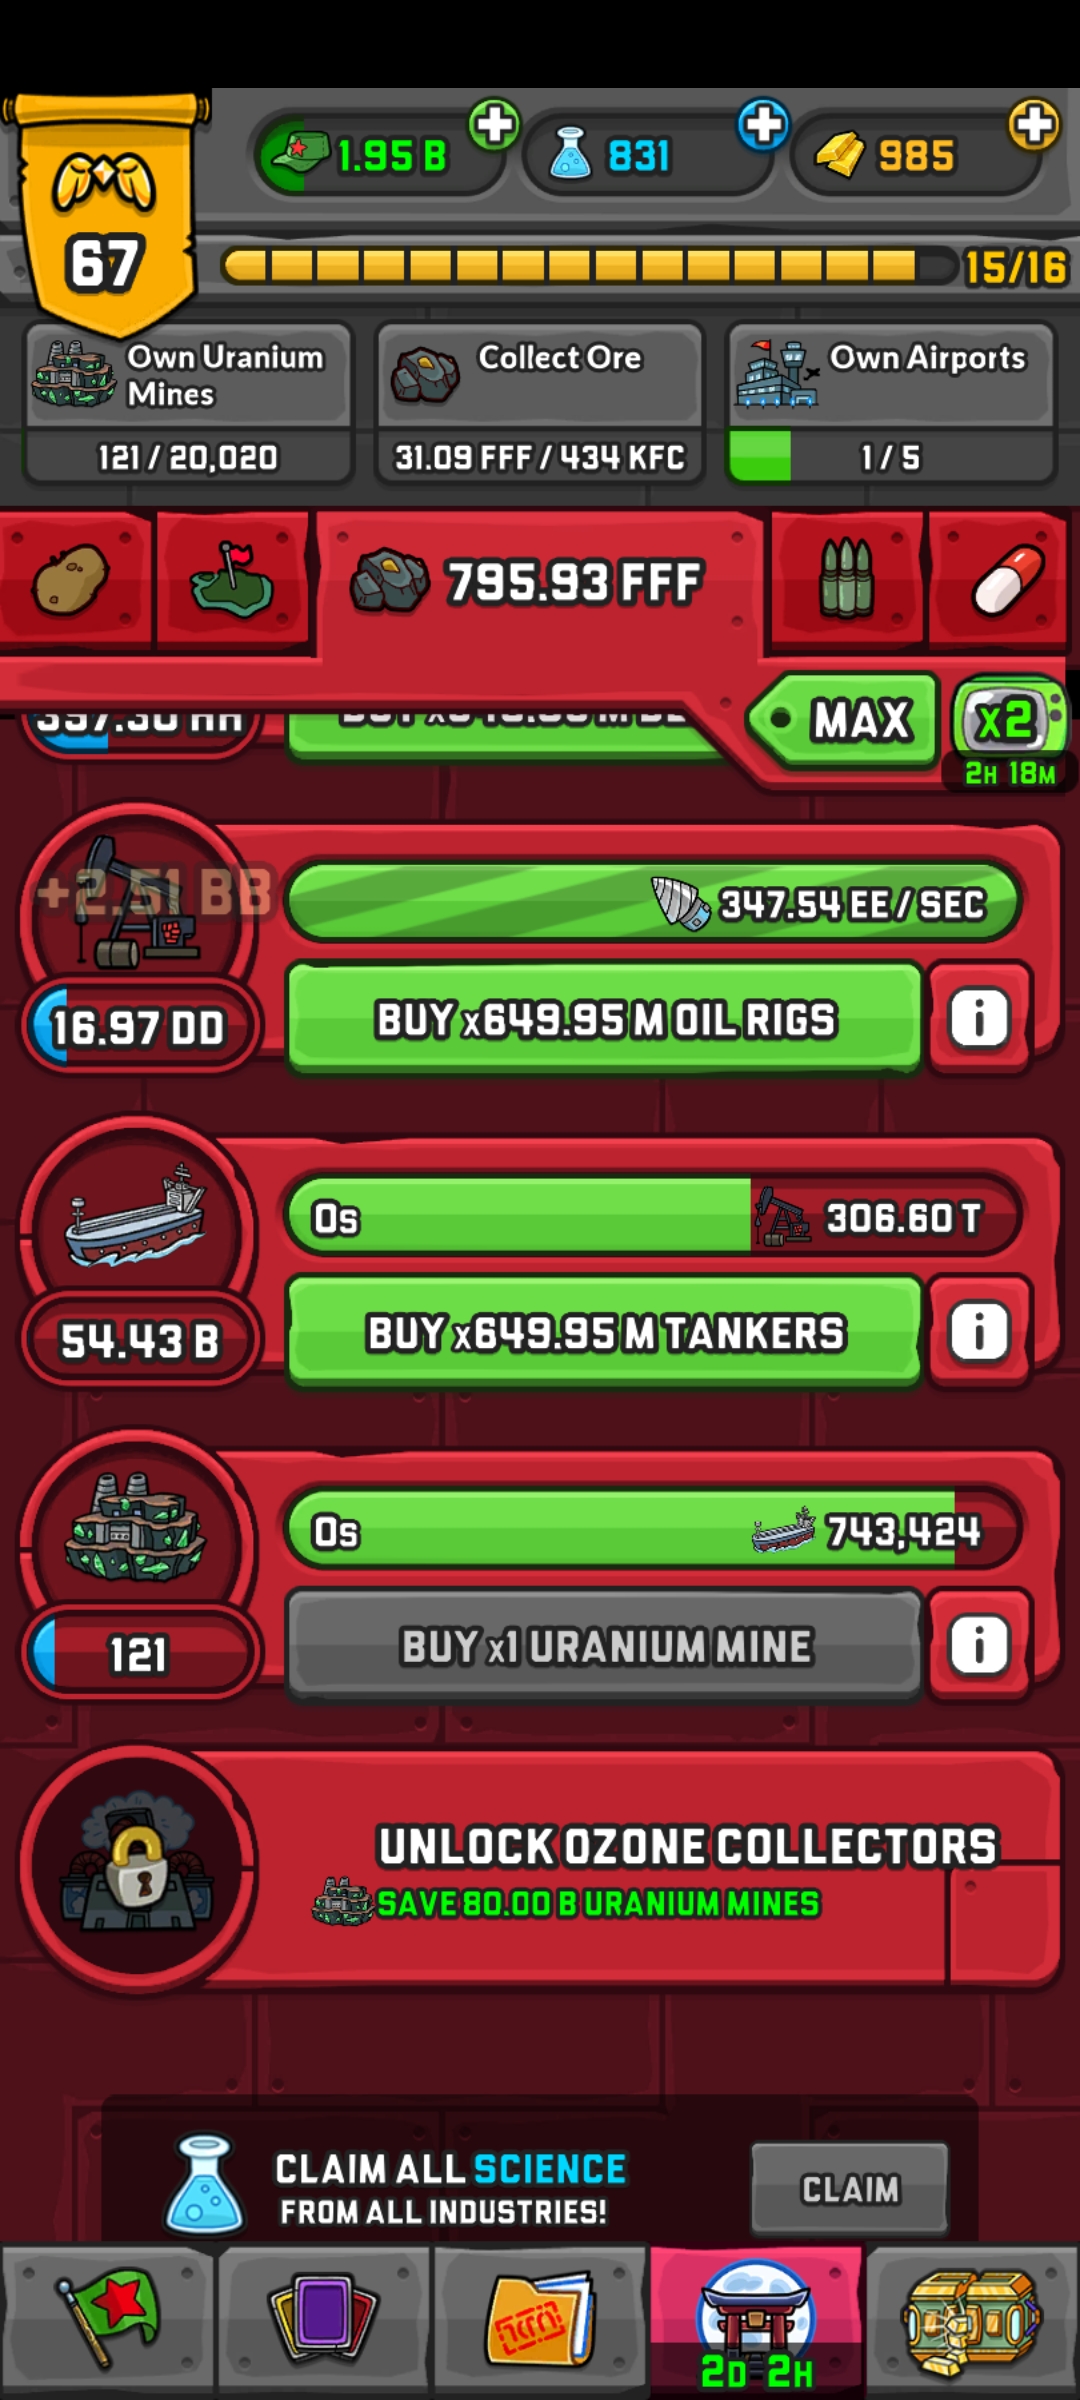 1.95 B
831
985
67
15/16
Own Uranium
Mines
121 / 20,020
Collect Ore
31.09 FFF / 434 KFC
Own Airports
1 / 5
795.93 FFF
MAX
x2
2H 18M
+2.51 BB
347.54 EE / SEC
16.97 DD
BUY x649.95 M OIL RIGS
i
0s
306.60 T
54.43 B
BUY x649.95 M TANKERS
i
0s
743,424
121
BUY x1 URANIUM MINE
i
UNLOCK OZONE COLLECTORS
SAVE 80.00 B URANIUM MINES
CLAIM ALL SCIENCE
FROM ALL INDUSTRIES!
CLAIM
2D 2H